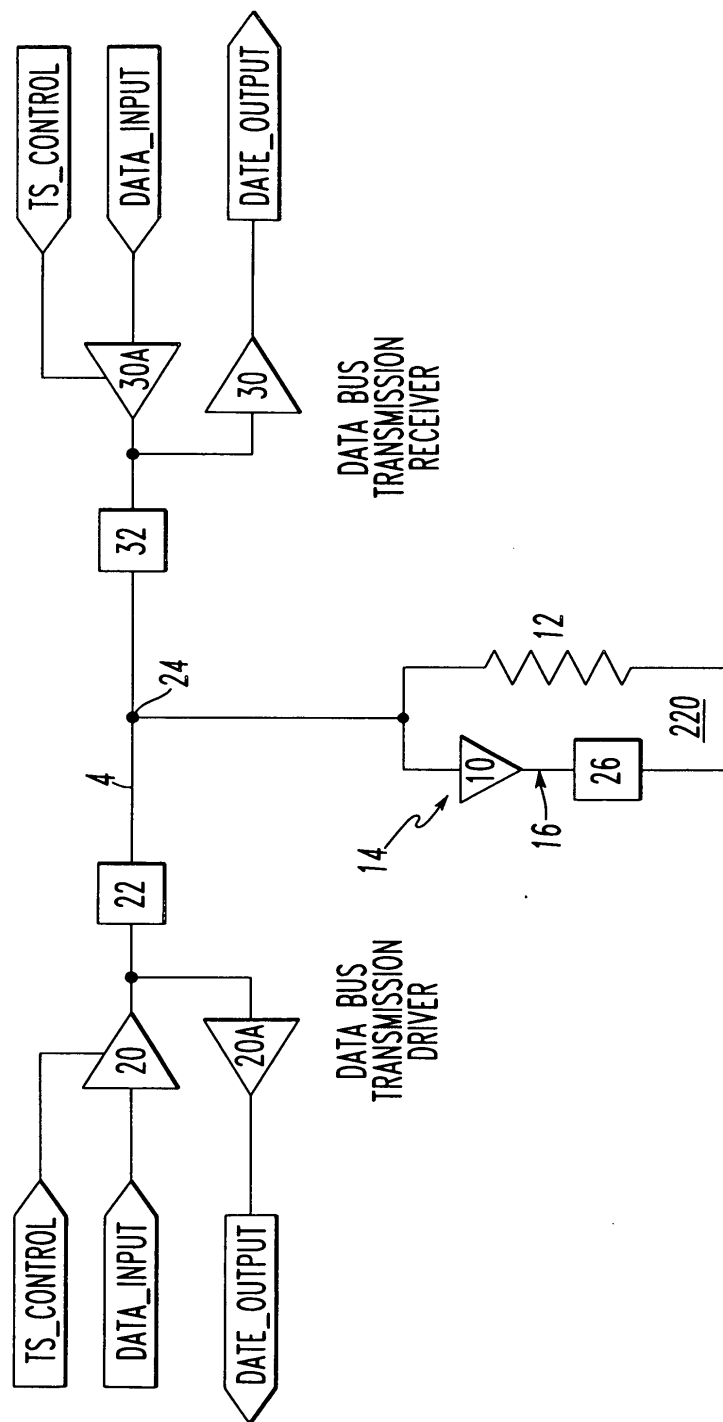 TS_CONTROL
DATA_INPUT
DATE_OUTPUT
20
20A
DATA BUS
TRANSMISSION
DRIVER
22
4
24
14
10
16
26
12
220
32
30A
30
DATA BUS
TRANSMISSION
RECEIVER
TS_CONTROL
DATA_INPUT
DATE_OUTPUT